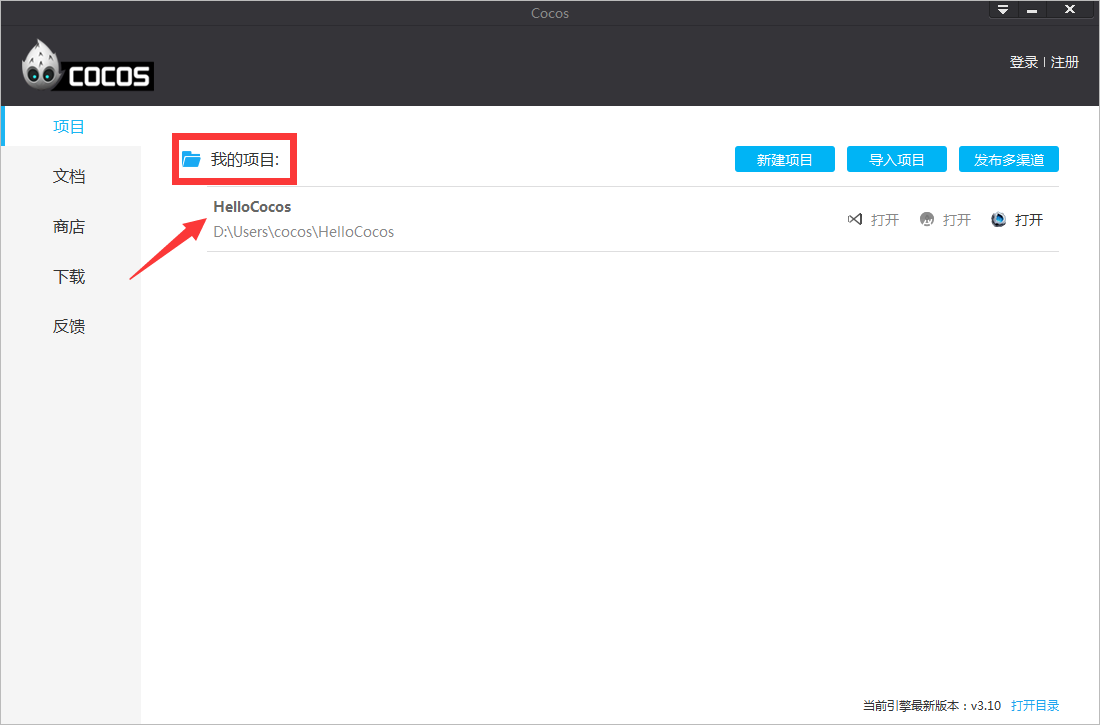 Cocos
COCOS
登录 | 注册
项目
文档
商店
下载
反馈
我的项目:
新建项目 导入项目 发布多渠道
HelloCocos
D:\Users\cocos\HelloCocos
打开 打开 打开
当前引擎最新版本：v3.10 打开目录